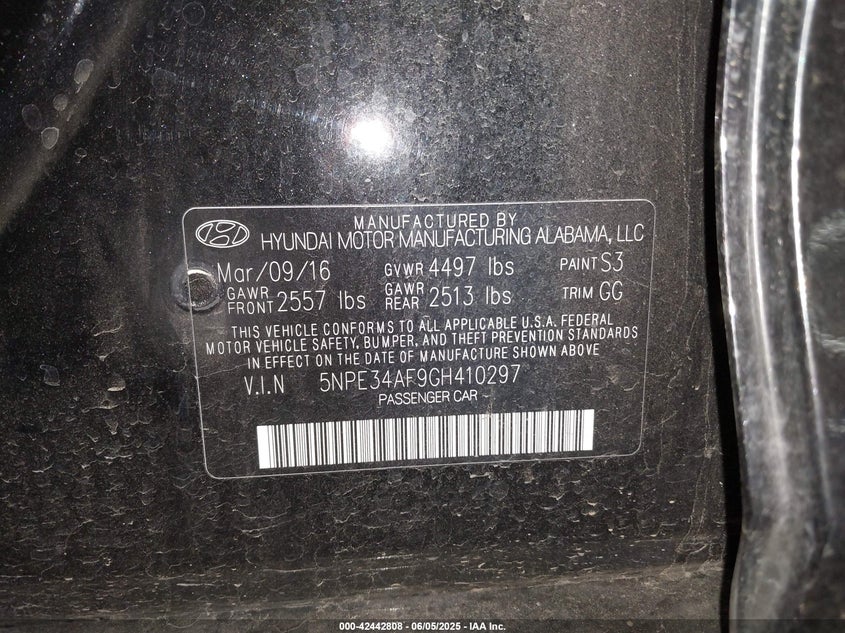 MANUFACTURED BY
HYUNDAI MOTOR MANUFACTURING ALABAMA, LLC
Mar/09/16 GVWR 4497 lbs PAINT S3
GAWR FRONT 2557 lbs GAWR REAR 2513 lbs TRIM GG
THIS VEHICLE CONFORMS TO ALL APPLICABLE U.S.A. FEDERAL
MOTOR VEHICLE SAFETY, BUMPER, AND THEFT PREVENTION STANDARDS
IN EFFECT ON THE DATE OF MANUFACTURE SHOWN ABOVE
V.I.N 5NPE34AF9GH410297
PASSENGER CAR
000-42442808 - 06/05/2025 - IAA Inc.